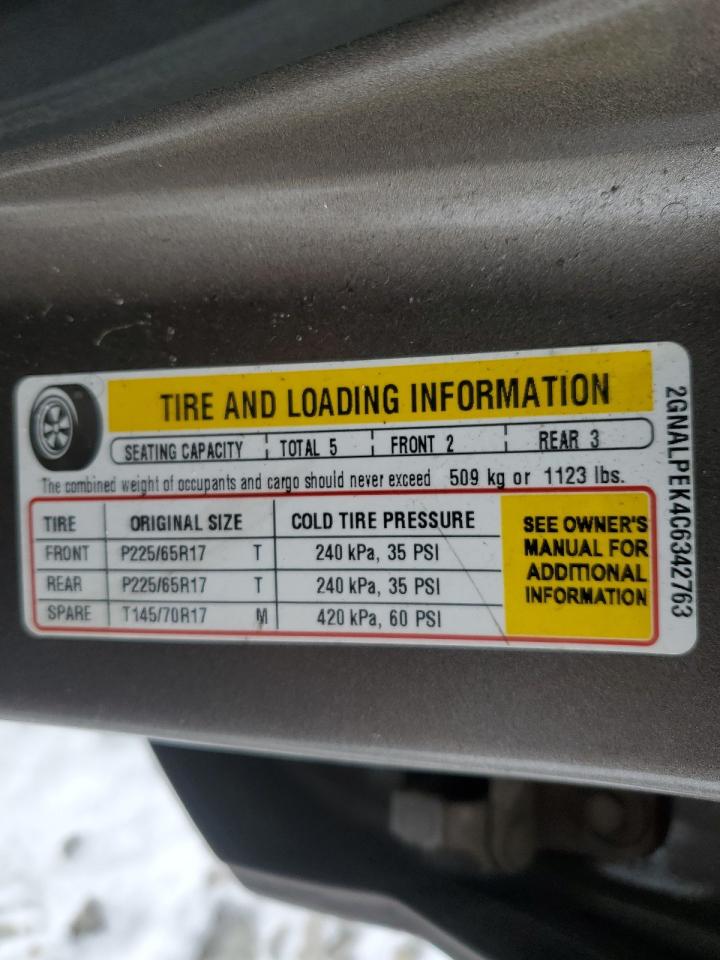 TIRE AND LOADING INFORMATION
SEATING CAPACITY TOTAL 5 FRONT 2 REAR 3
The combined weight of occupants and cargo should never exceed 509 kg or 1123 lbs.
TIRE ORIGINAL SIZE COLD TIRE PRESSURE
FRONT P225/65R17 T 240 kPa, 35 PSI
REAR P225/65R17 T 240 kPa, 35 PSI
SPARE T145/70R17 M 420 kPa, 60 PSI
SEE OWNER'S
MANUAL FOR
ADDITIONAL
INFORMATION
2GNALPEK4C6342763